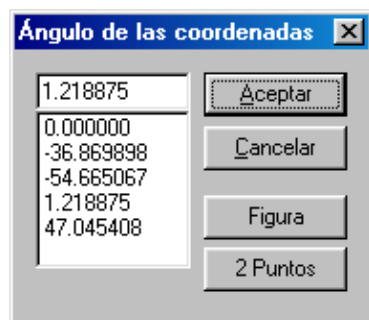 Ángulo de las coordenadas
1.218875
0.000000
-36.869898
-54.665067
1.218875
47.045408
Aceptar
Cancelar
Figura
2 Puntos